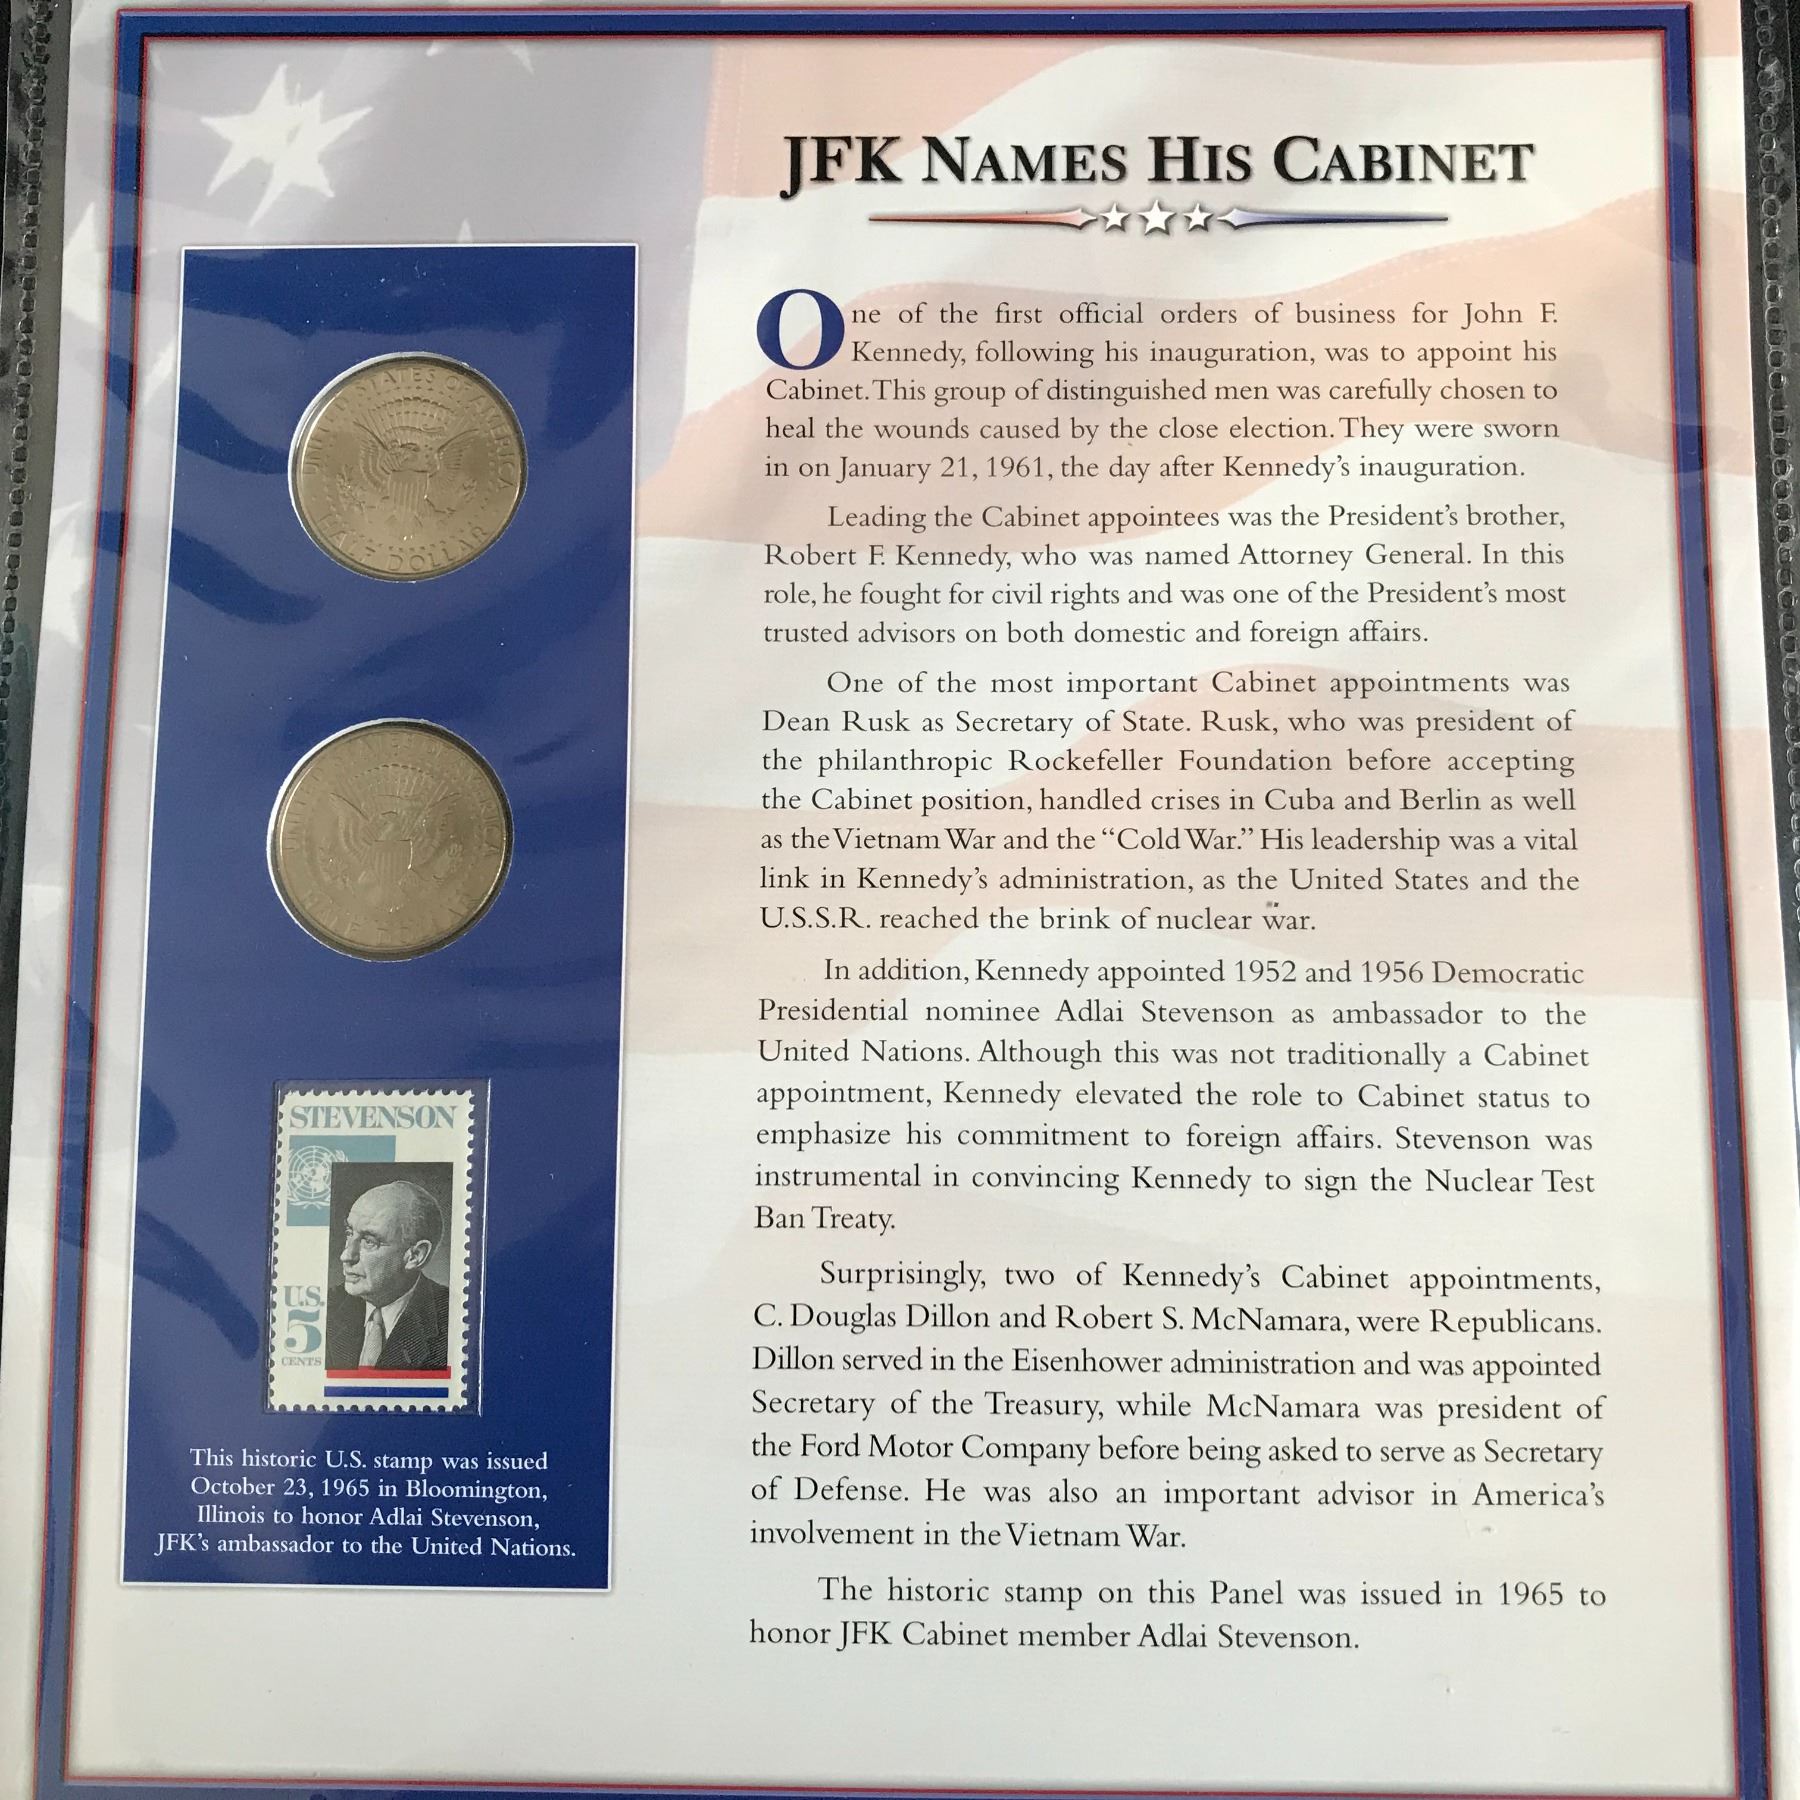 JFK NAMES HIS CABINET
One of the first official orders of business for John F.
Kennedy, following his inauguration, was to appoint his
Cabinet. This group of distinguished men was carefully chosen to
heal the wounds caused by the close election. They were sworn
in on January 21, 1961, the day after Kennedy's inauguration.
Leading the Cabinet appointees was the President's brother,
Robert F. Kennedy, who was named Attorney General. In this
role, he fought for civil rights and was one of the President's most
trusted advisors on both domestic and foreign affairs.
One of the most important Cabinet appointments was
Dean Rusk as Secretary of State. Rusk, who was president of
the philanthropic Rockefeller Foundation before accepting
the Cabinet position, handled crises in Cuba and Berlin as well
as the Vietnam War and the "Cold War." His leadership was a vital
link in Kennedy's administration, as the United States and the
U.S.S.R. reached the brink of nuclear war.
In addition, Kennedy appointed 1952 and 1956 Democratic
Presidential nominee Adlai Stevenson as ambassador to the
United Nations. Although this was not traditionally a Cabinet
appointment, Kennedy elevated the role to Cabinet status to
emphasize his commitment to foreign affairs. Stevenson was
instrumental in convincing Kennedy to sign the Nuclear Test
Ban Treaty.
Surprisingly, two of Kennedy's Cabinet appointments,
C. Douglas Dillon and Robert S. McNamara, were Republicans.
Dillon served in the Eisenhower administration and was appointed
Secretary of the Treasury, while McNamara was president of
the Ford Motor Company before being asked to serve as Secretary
of Defense. He was also an important advisor in America's
involvement in the Vietnam War.
The historic stamp on this Panel was issued in 1965 to
honor JFK Cabinet member Adlai Stevenson.
UNITED STATES OF AMERICA
HALF DOLLAR
UNITED STATES OF AMERICA
HALF DOLLAR
STEVENSON
U.S.
5
CENTS
This historic U.S. stamp was issued
October 23, 1965 in Bloomington,
Illinois to honor Adlai Stevenson,
JFK's ambassador to the United Nations.